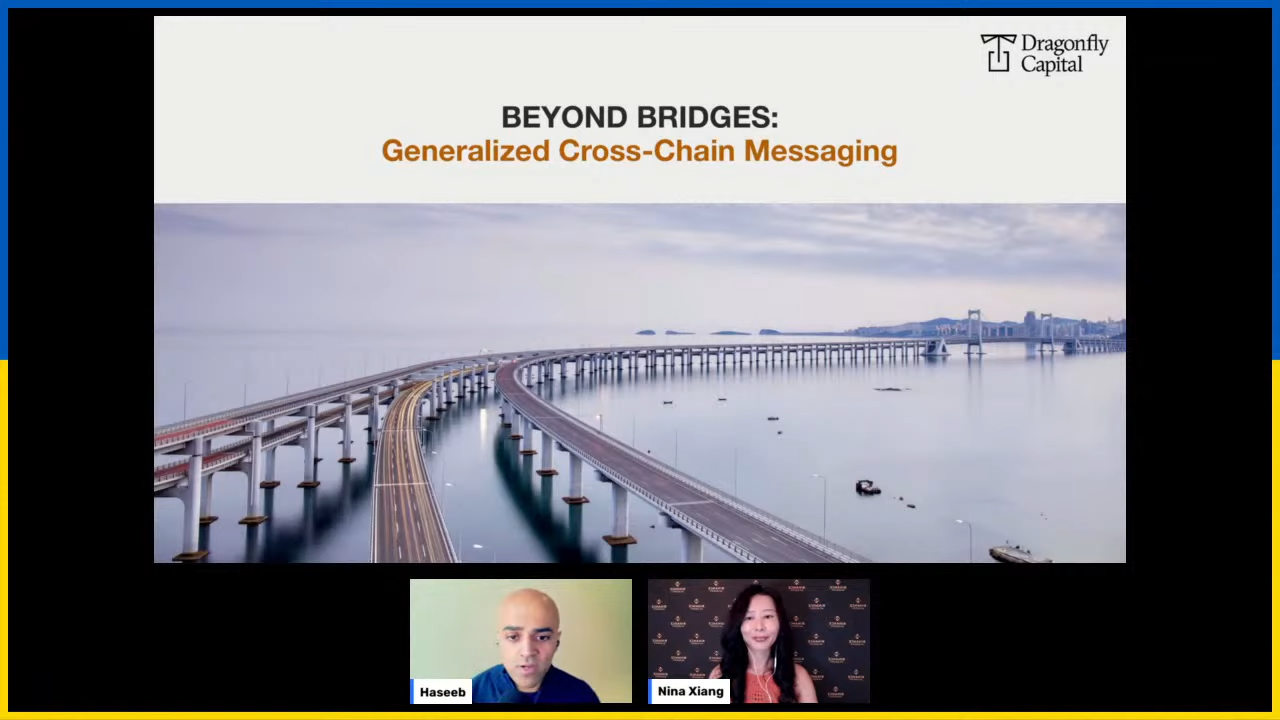 Dragonfly
Capital
BEYOND BRIDGES:
Generalized Cross-Chain Messaging
Haseeb
Nina Xiang